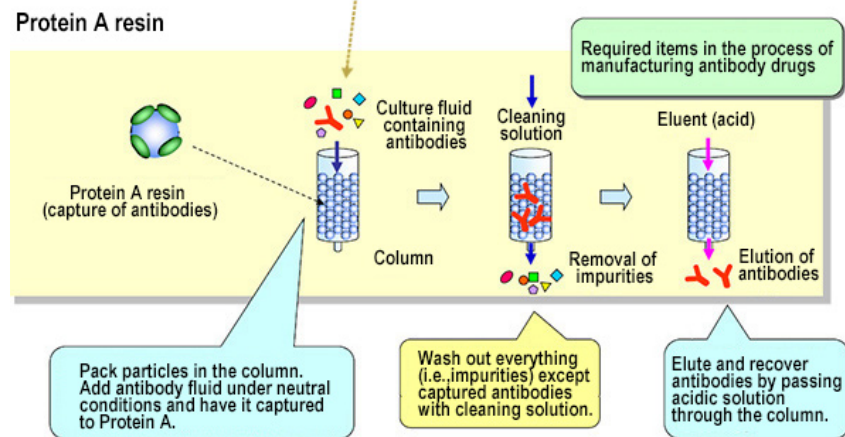 Protein A resin
Required items in the process of
manufacturing antibody drugs
Culture fluid
containing
antibodies
Cleaning
solution
Eluent (acid)
Protein A resin
(capture of antibodies)
Column
Removal of
impurities
Elution of
antibodies
Pack particles in the column.
Add antibody fluid under neutral
conditions and have it captured
to Protein A.
Wash out everything
(i.e.,impurities) except
captured antibodies
with cleaning solution.
Elute and recover
antibodies by passing
acidic solution
through the column.